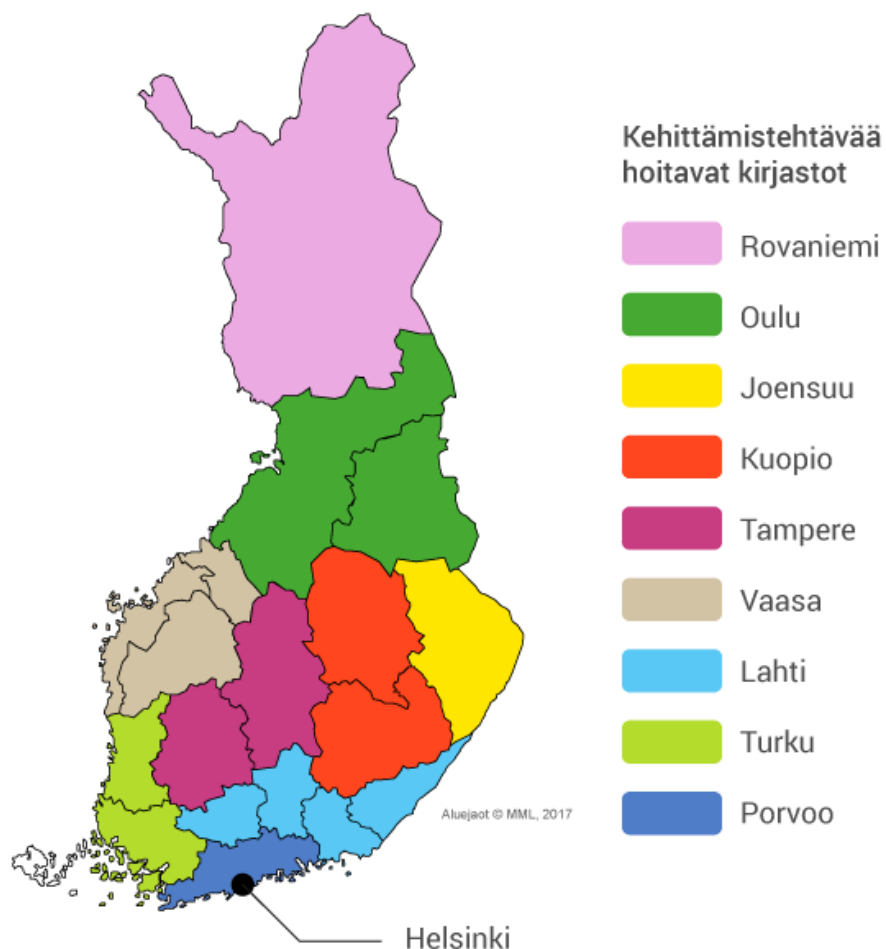 Kehittämistehtävää
hoitavat kirjastot
Rovaniemi
Oulu
Joensuu
Kuopio
Tampere
Vaasa
Lahti
Turku
Porvoo
Aluejaot © MML, 2017
Helsinki